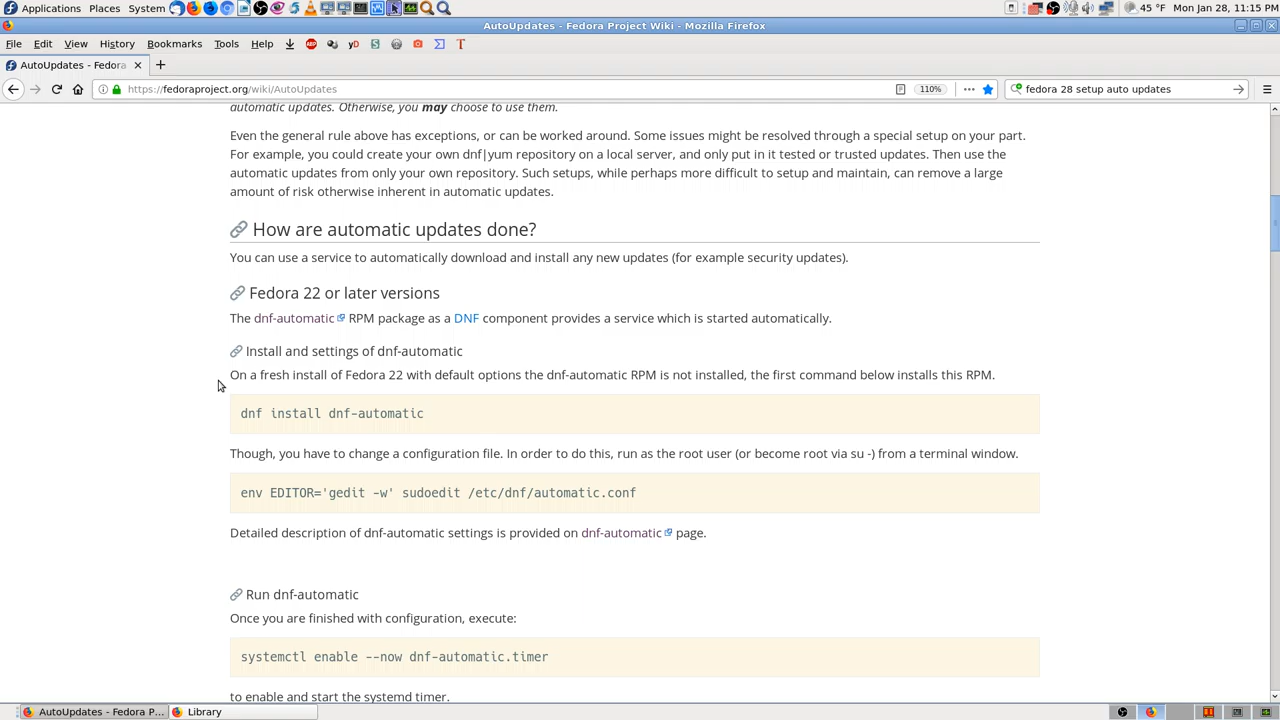 Applications Places System 45 °F Mon Jan 28, 11:15 PM
AutoUpdates - Fedora Project Wiki - Mozilla Firefox
File Edit View History Bookmarks Tools Help
AutoUpdates - Fedora
https://fedoraproject.org/wiki/AutoUpdates 110% fedora 28 setup auto updates
automatic updates. Otherwise, you may choose to use them.
Even the general rule above has exceptions, or can be worked around. Some issues might be resolved through a special setup on your part.
For example, you could create your own dnf|yum repository on a local server, and only put in it tested or trusted updates. Then use the
automatic updates from only your own repository. Such setups, while perhaps more difficult to setup and maintain, can remove a large
amount of risk otherwise inherent in automatic updates.
How are automatic updates done?
You can use a service to automatically download and install any new updates (for example security updates).
Fedora 22 or later versions
The dnf-automatic RPM package as a DNF component provides a service which is started automatically.
Install and settings of dnf-automatic
On a fresh install of Fedora 22 with default options the dnf-automatic RPM is not installed, the first command below installs this RPM.
dnf install dnf-automatic
Though, you have to change a configuration file. In order to do this, run as the root user (or become root via su -) from a terminal window.
env EDITOR='gedit -w' sudoedit /etc/dnf/automatic.conf
Detailed description of dnf-automatic settings is provided on dnf-automatic page.
Run dnf-automatic
Once you are finished with configuration, execute:
systemctl enable --now dnf-automatic.timer
to enable and start the systemd timer.
AutoUpdates - Fedora P... Library